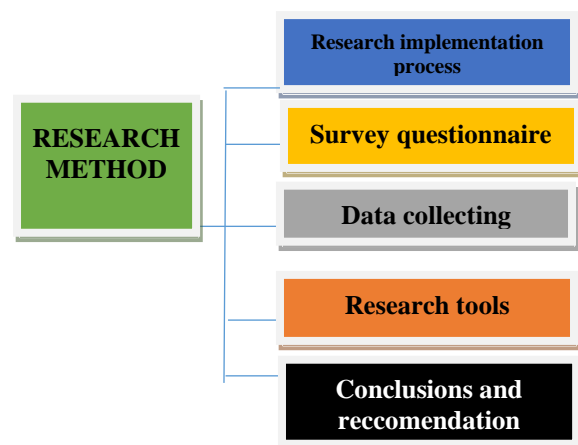 RESEARCH
METHOD
Research implementation
process
Survey questionnaire
Data collecting
Research tools
Conclusions and
reccomendation